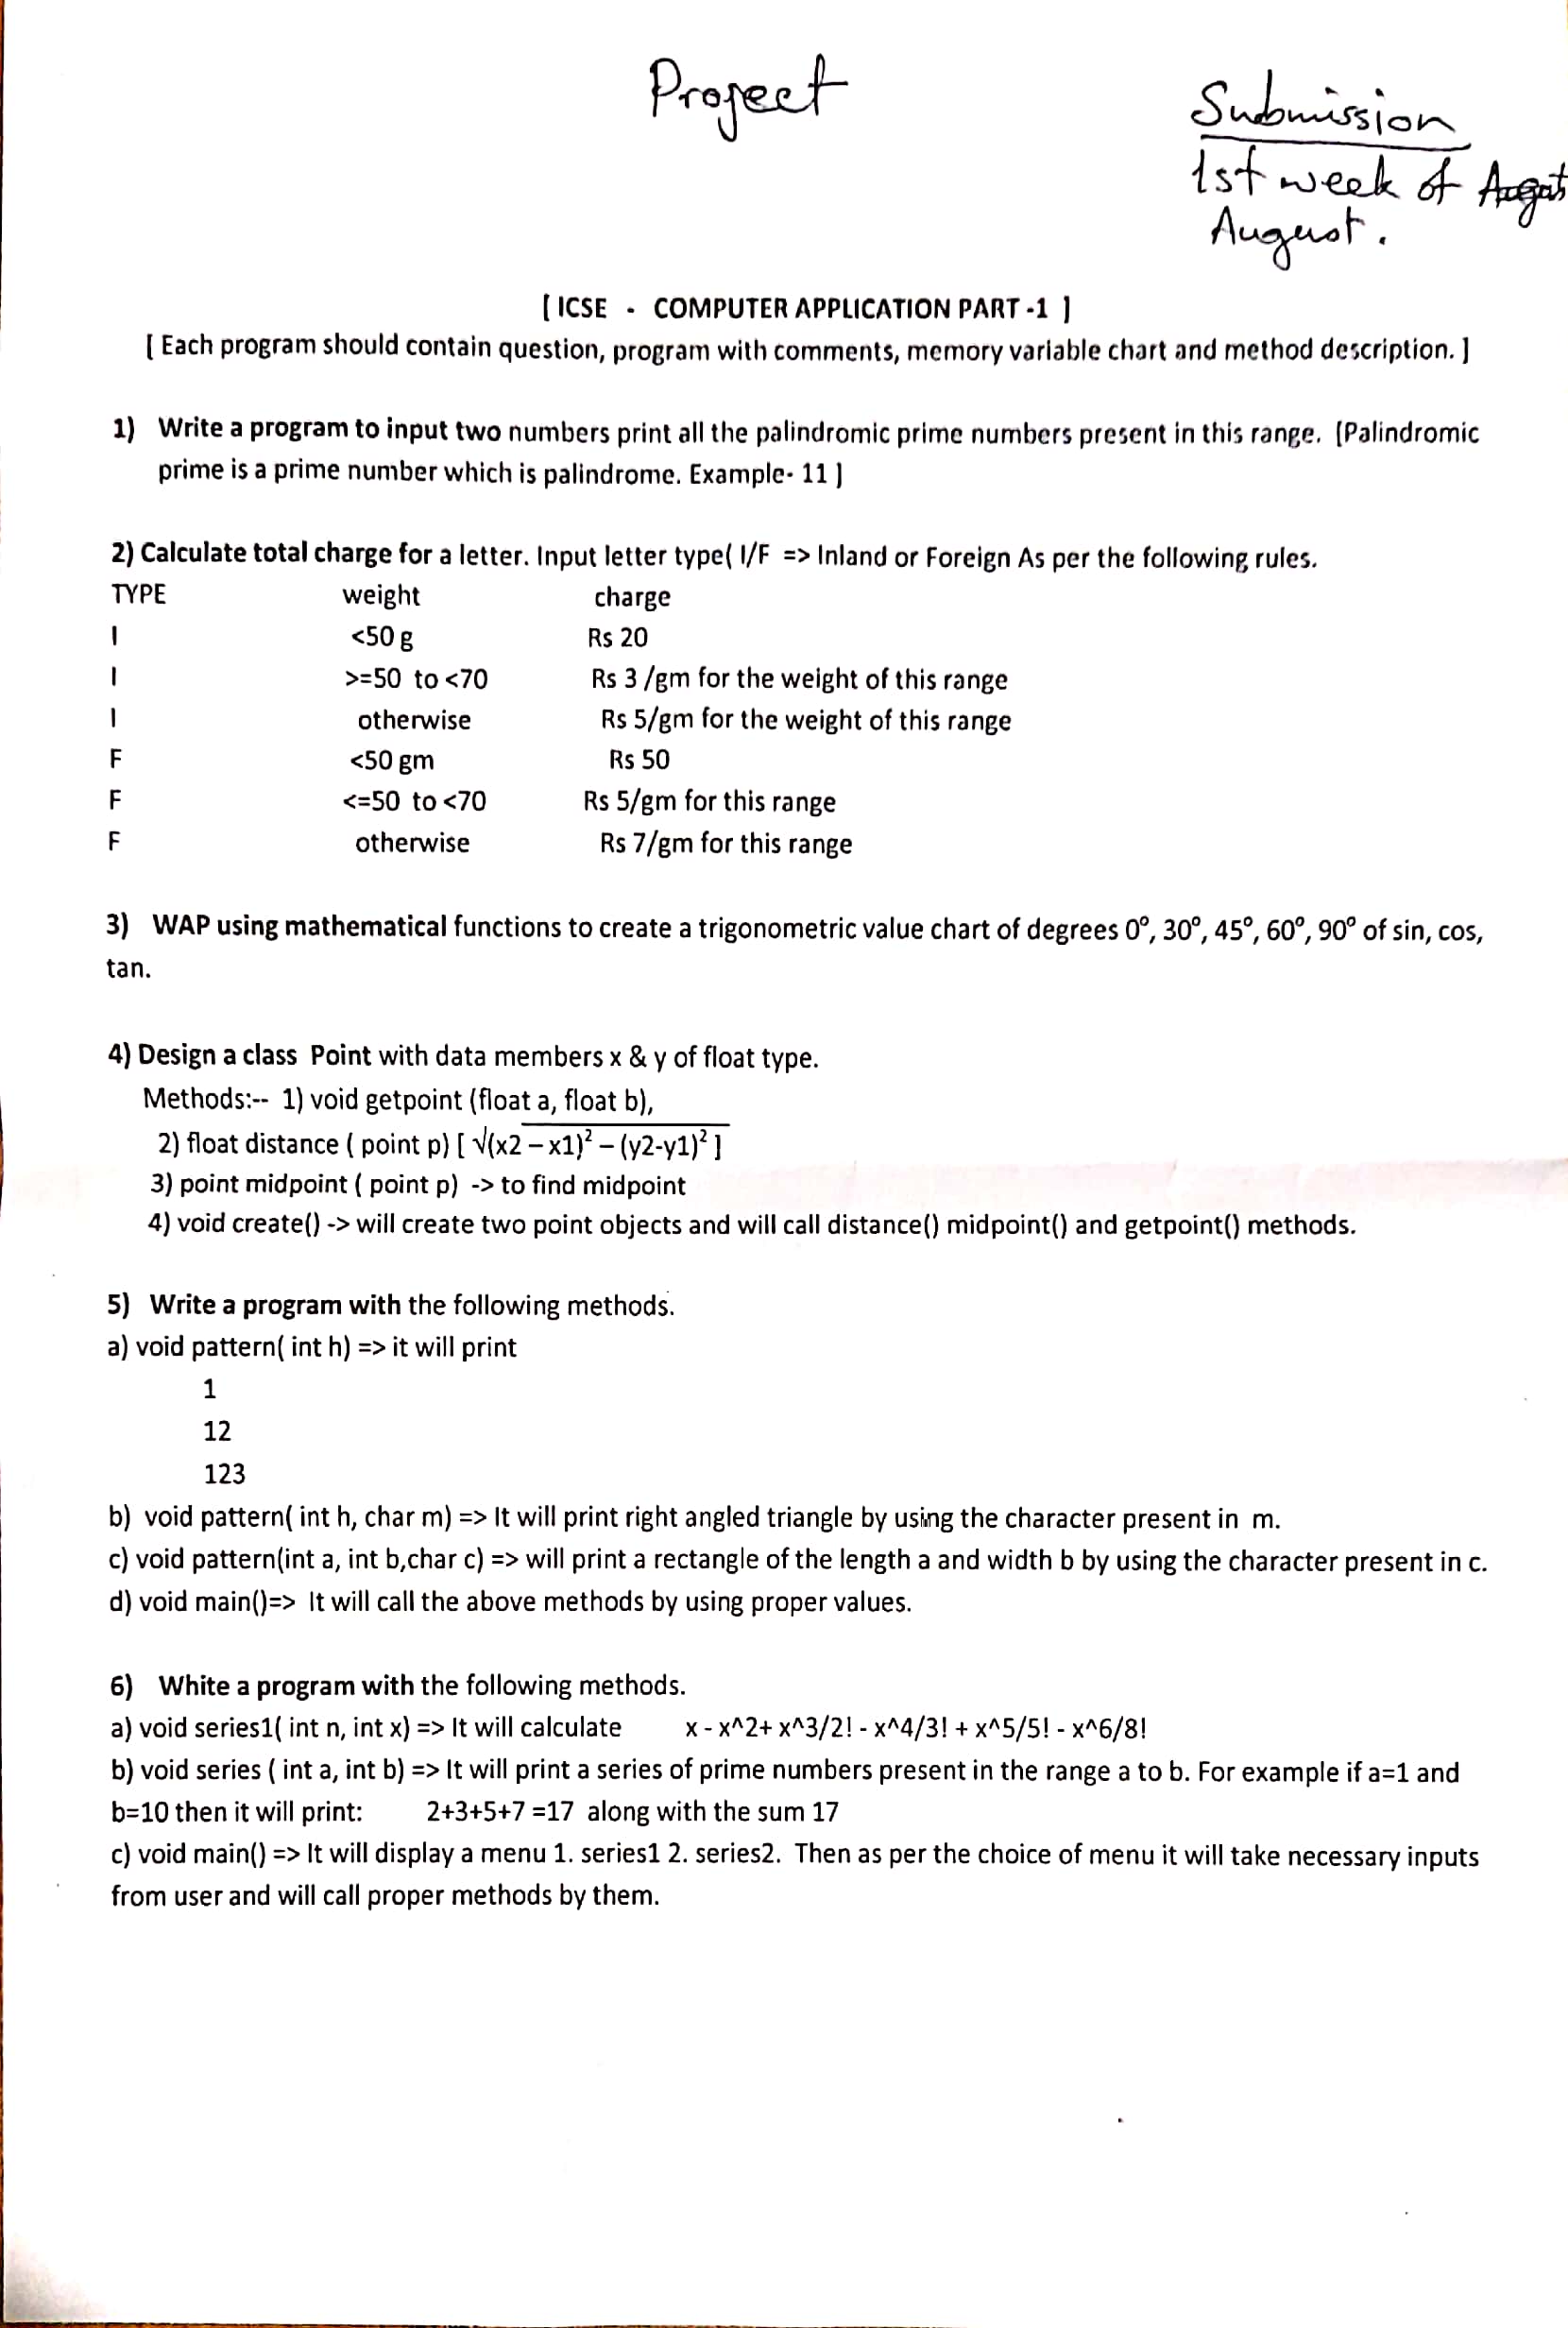 Project
Submission
1st week of August
August.
[ ICSE - COMPUTER APPLICATION PART -1 ]
[ Each program should contain question, program with comments, memory variable chart and method description. ]
1) Write a program to input two numbers print all the palindromic prime numbers present in this range. [Palindromic
prime is a prime number which is palindrome. Example- 11 ]
2) Calculate total charge for a letter. Input letter type( I/F => Inland or Foreign As per the following rules.
TYPE weight charge
I <50 g Rs 20
I >=50 to <70 Rs 3 /gm for the weight of this range
I otherwise Rs 5/gm for the weight of this range
F <50 gm Rs 50
F <=50 to <70 Rs 5/gm for this range
F otherwise Rs 7/gm for this range
3) WAP using mathematical functions to create a trigonometric value chart of degrees 0º, 30º, 45º, 60º, 90º of sin, cos,
tan.
4) Design a class Point with data members x & y of float type.
Methods:-- 1) void getpoint (float a, float b),
2) float distance ( point p) [ √(x2 – x1)² – (y2-y1)² ]
3) point midpoint ( point p) -> to find midpoint
4) void create() -> will create two point objects and will call distance() midpoint() and getpoint() methods.
5) Write a program with the following methods.
a) void pattern( int h) => it will print
1
12
123
b) void pattern( int h, char m) => It will print right angled triangle by using the character present in m.
c) void pattern(int a, int b,char c) => will print a rectangle of the length a and width b by using the character present in c.
d) void main()=> It will call the above methods by using proper values.
6) White a program with the following methods.
a) void series1( int n, int x) => It will calculate x - x^2+ x^3/2! - x^4/3! + x^5/5! - x^6/8!
b) void series ( int a, int b) => It will print a series of prime numbers present in the range a to b. For example if a=1 and
b=10 then it will print: 2+3+5+7 =17 along with the sum 17
c) void main() => It will display a menu 1. series1 2. series2. Then as per the choice of menu it will take necessary inputs
from user and will call proper methods by them.